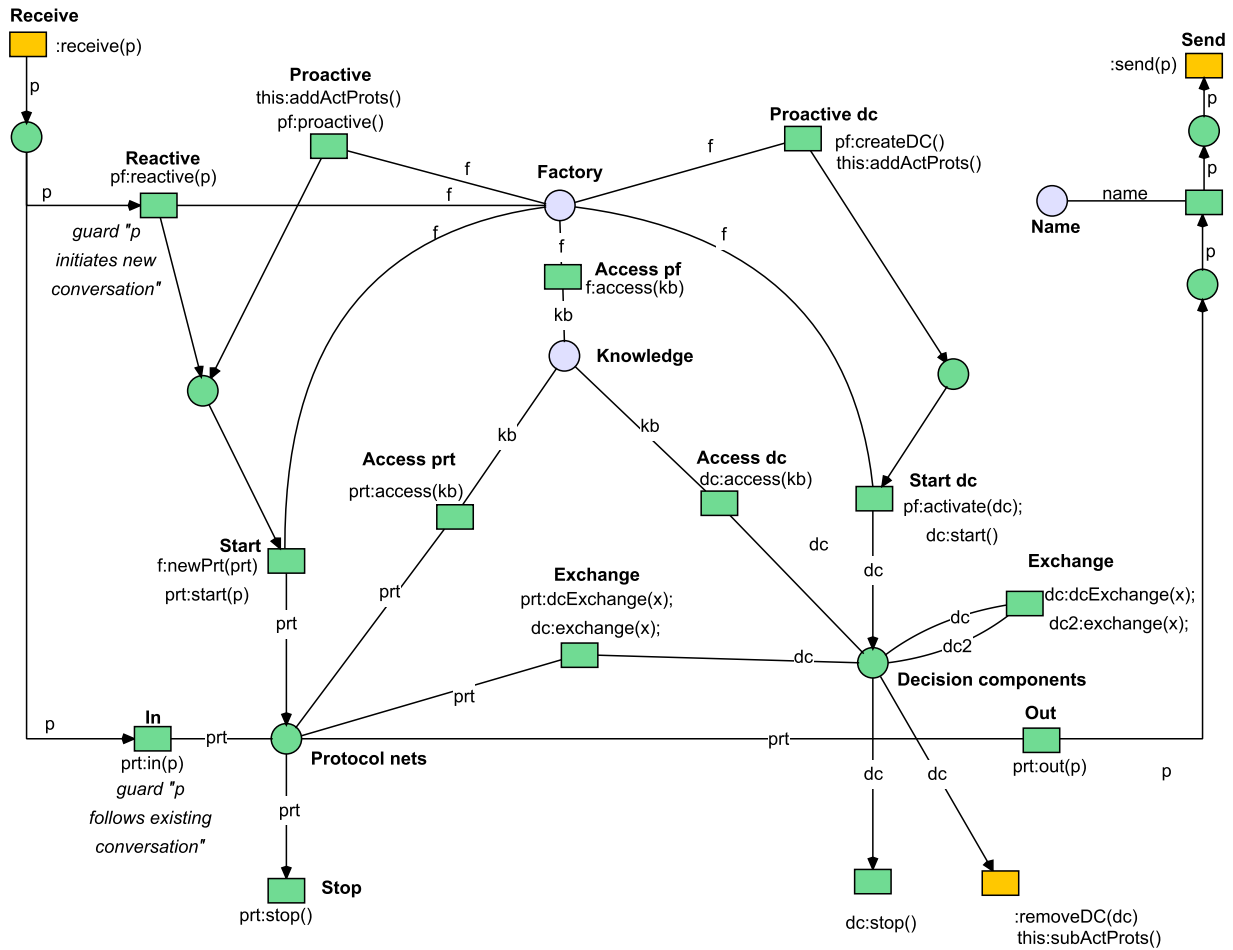 Receive
:receive(p)
p
Send
:send(p)
p
Proactive
this:addActProts()
pf:proactive()
Proactive dc
pf:createDC()
this:addActProts()
f
f
Reactive
pf:reactive(p)
p
f
Factory
p
name
Name
guard "p
initiates new
conversation"
f
f
f
p
Access pf
f:access(kb)
kb
Knowledge
kb
kb
Access prt
prt:access(kb)
Access dc
dc:access(kb)
Start dc
pf:activate(dc);
dc:start()
Start
f:newPrt(prt)
prt:start(p)
dc
dc
prt
prt
Exchange
prt:dcExchange(x);
dc:exchange(x);
Exchange
dc:dcExchange(x);
dc2:exchange(x);
dc
dc2
dc
prt
Decision components
p
In
prt:in(p)
prt
guard "p
follows existing
conversation"
Protocol nets
prt
Out
prt:out(p)
p
prt
dc
dc
Stop
prt:stop()
dc:stop()
:removeDC(dc)
this:subActProts()